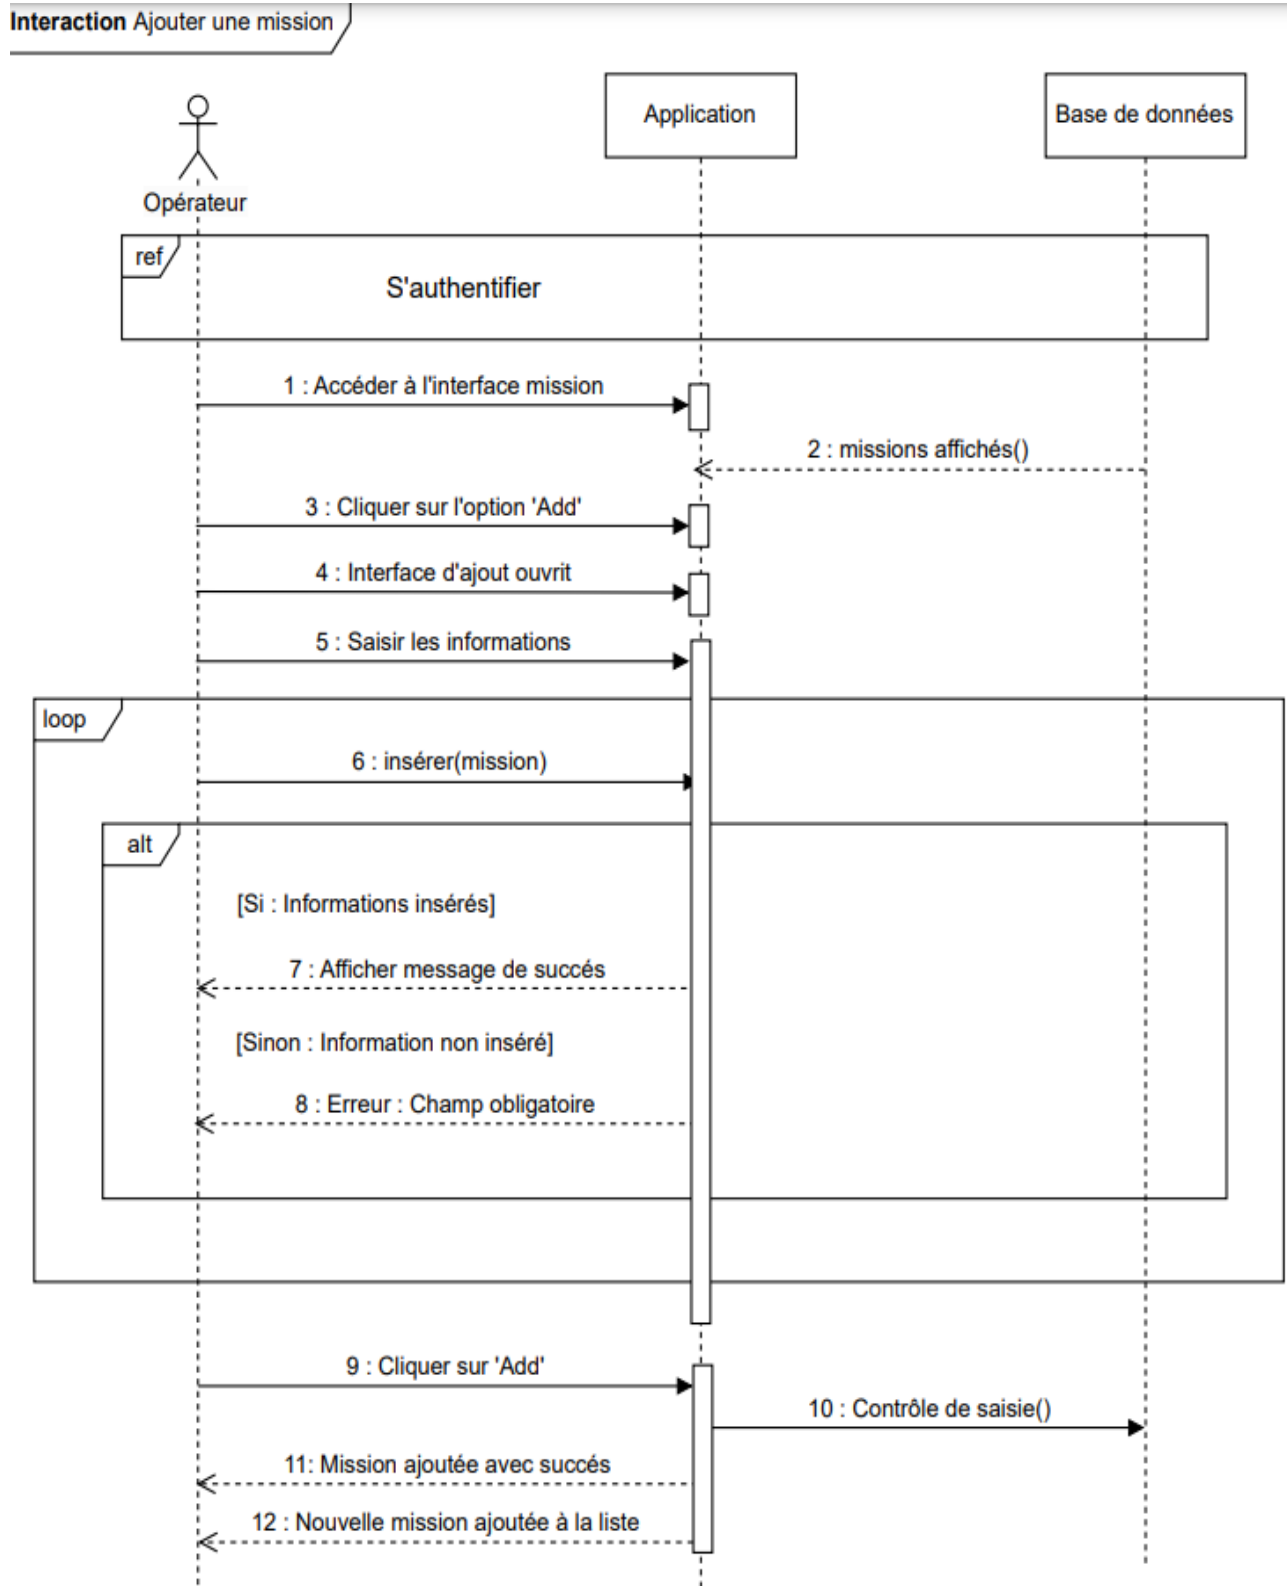 Interaction Ajouter une mission
Application
Base de données
Opérateur
ref
S'authentifier
1 : Accéder à l'interface mission
2 : missions affichés()
3 : Cliquer sur l'option 'Add'
4 : Interface d'ajout ouvrit
5 : Saisir les informations
loop
6 : insérer(mission)
alt
[Si : Informations insérés]
7 : Afficher message de succés
[Sinon : Information non inséré]
8 : Erreur : Champ obligatoire
9 : Cliquer sur 'Add'
10 : Contrôle de saisie()
11: Mission ajoutée avec succés
12 : Nouvelle mission ajoutée à la liste